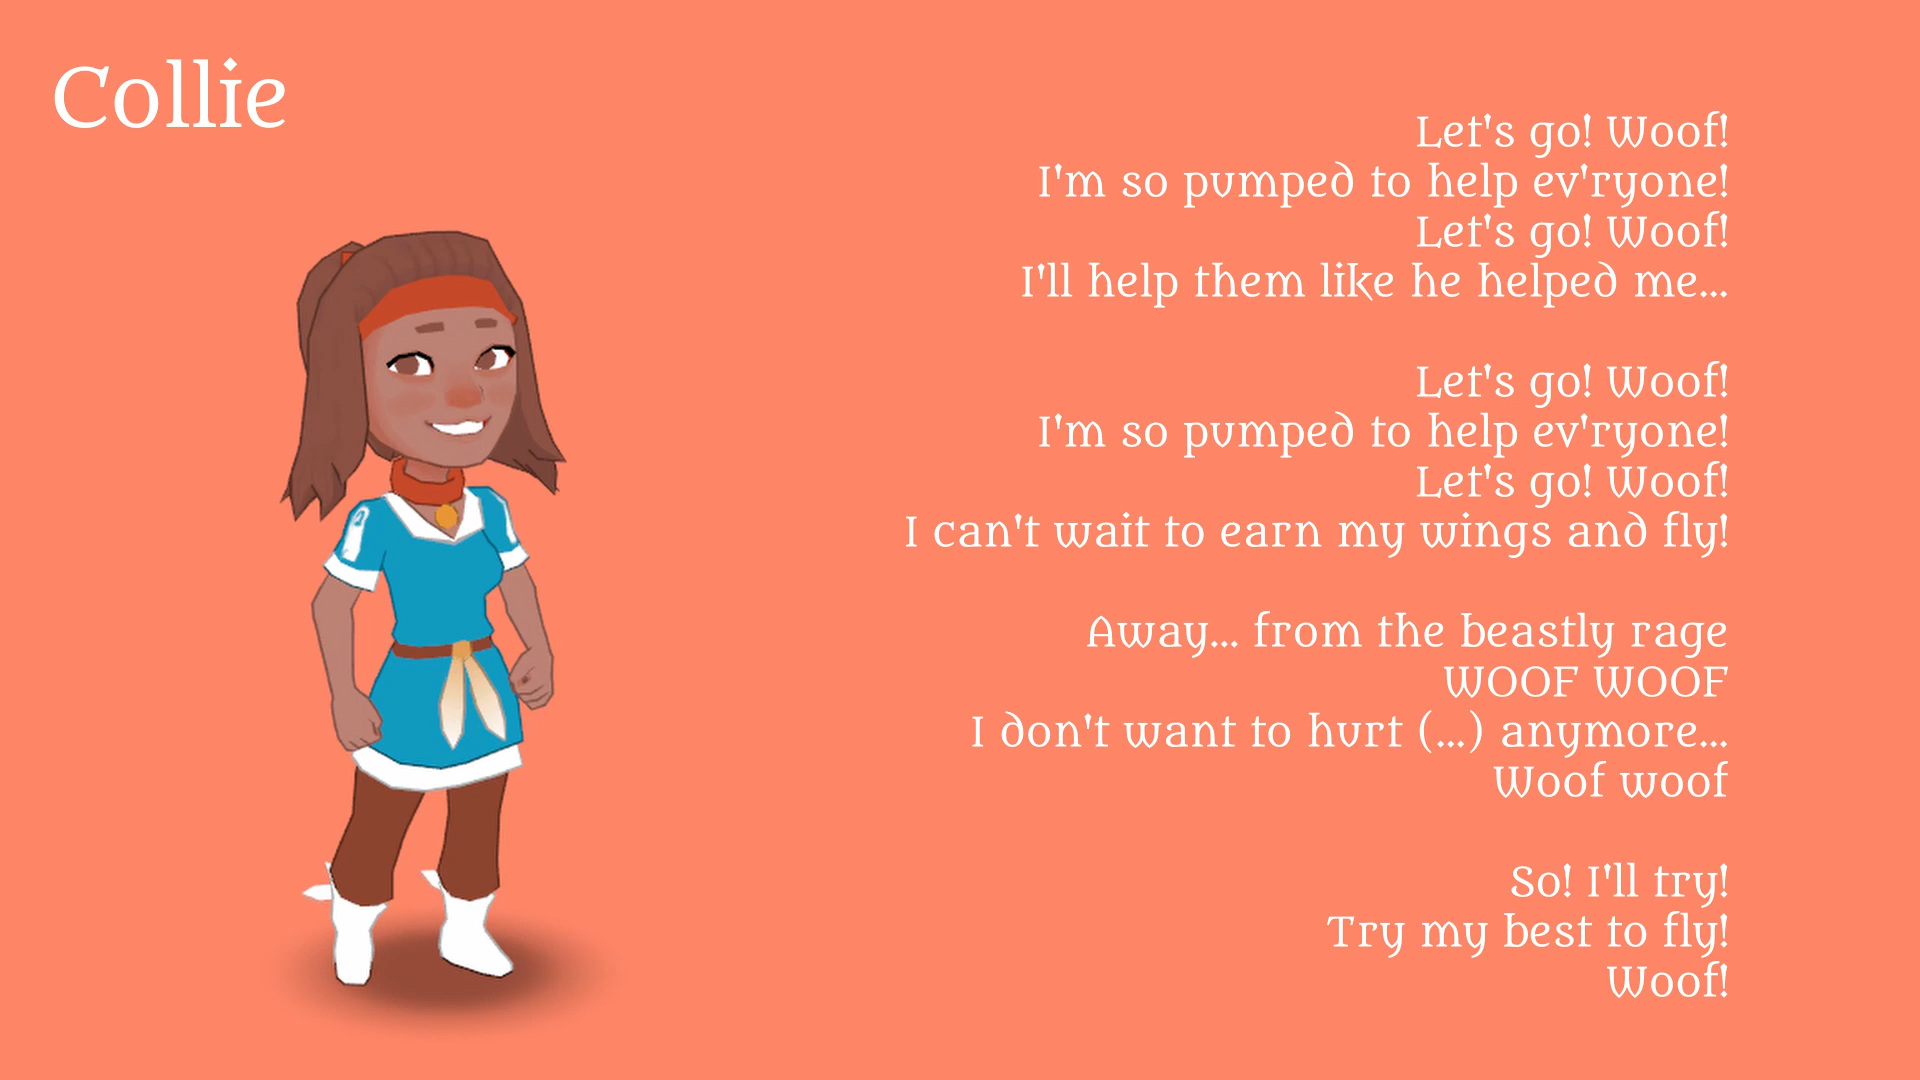 Collie
Let's go! Woof!
I'm so pumped to help ev'ryone!
Let's go! Woof!
I'll help them like he helped me...
Let's go! Woof!
I'm so pumped to help ev'ryone!
Let's go! Woof!
I can't wait to earn my wings and fly!
Away... from the beastly rage
WOOF WOOF
I don't want to hurt (...) anymore...
Woof woof
So! I'll try!
Try my best to fly!
Woof!